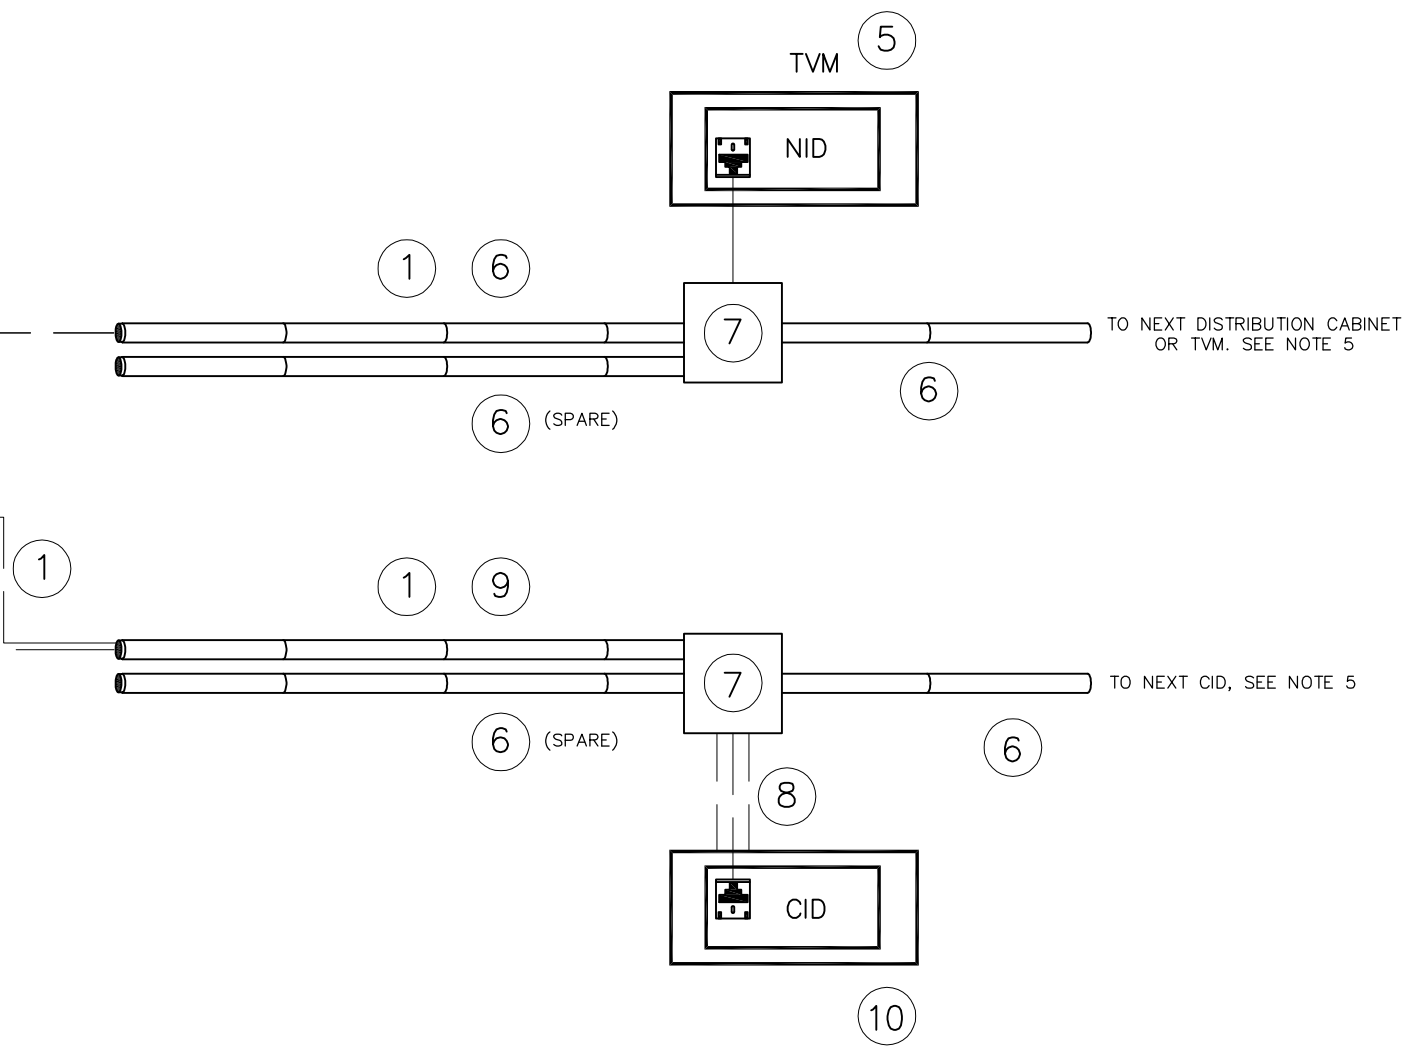 5
TVM
NID
1 6
7
TO NEXT DISTRIBUTION CABINET
OR TVM. SEE NOTE 5
6
6 (SPARE)
1
1 9
7
TO NEXT CID, SEE NOTE 5
6 (SPARE)
6
8
CID
10